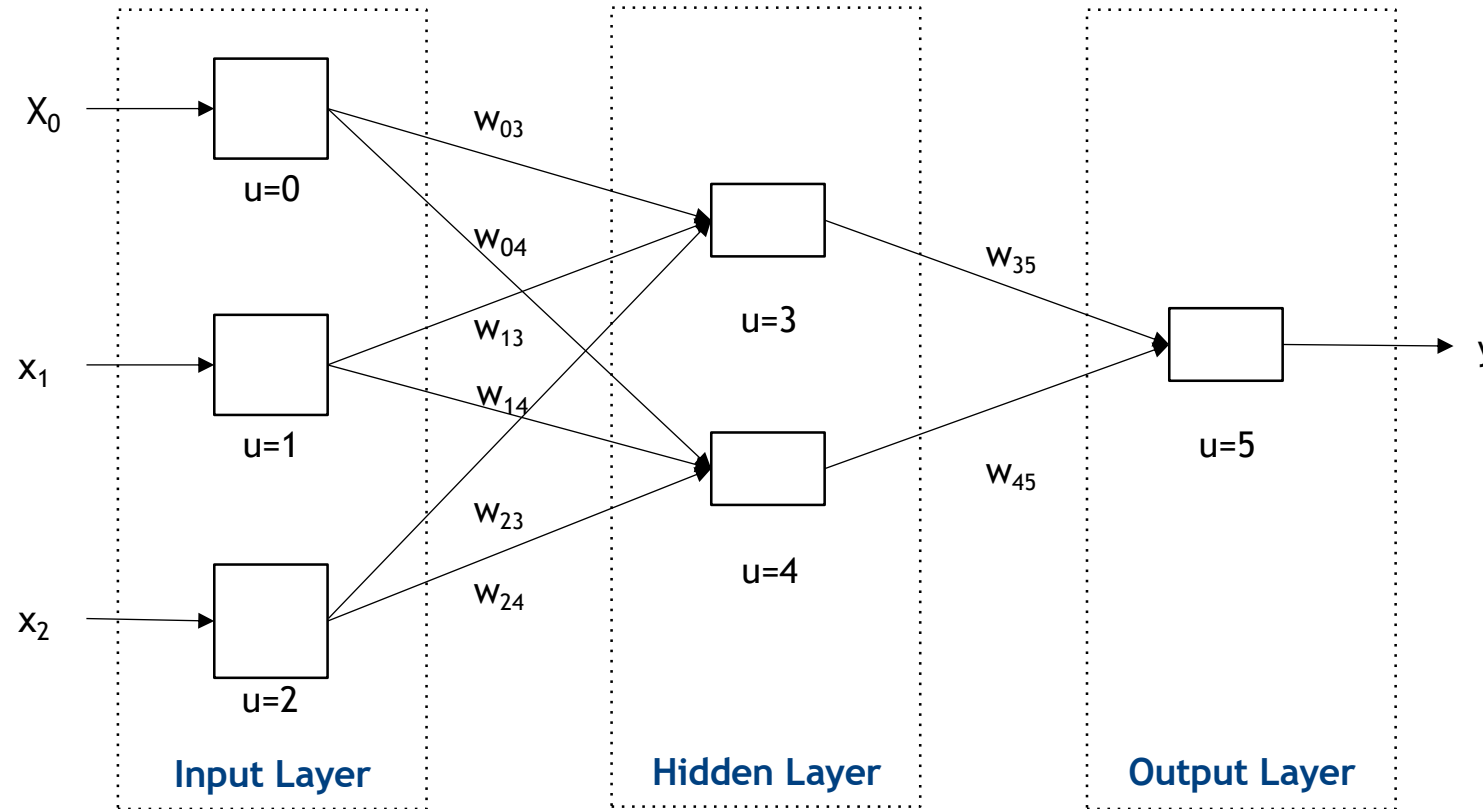 X₀
u=0
w₀₃
w₀₄
x₁
u=1
w₁₃
w₁₄
x₂
u=2
w₂₃
w₂₄
u=3
u=4
w₃₅
w₄₅
u=5
y
Input Layer
Hidden Layer
Output Layer